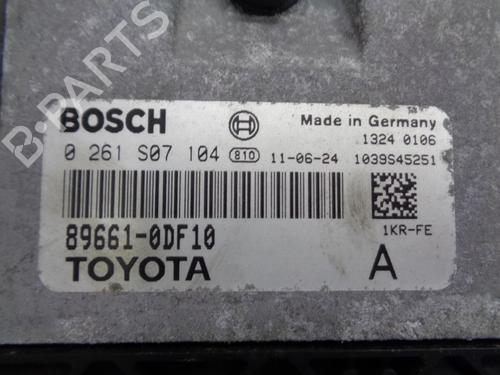 B-PARTS
BOSCH
Made in Germany
1324 0106
0 261 S07 104 810 11-06-24 1039S45251
89661-0DF10
1KR-FE
TOYOTA
A